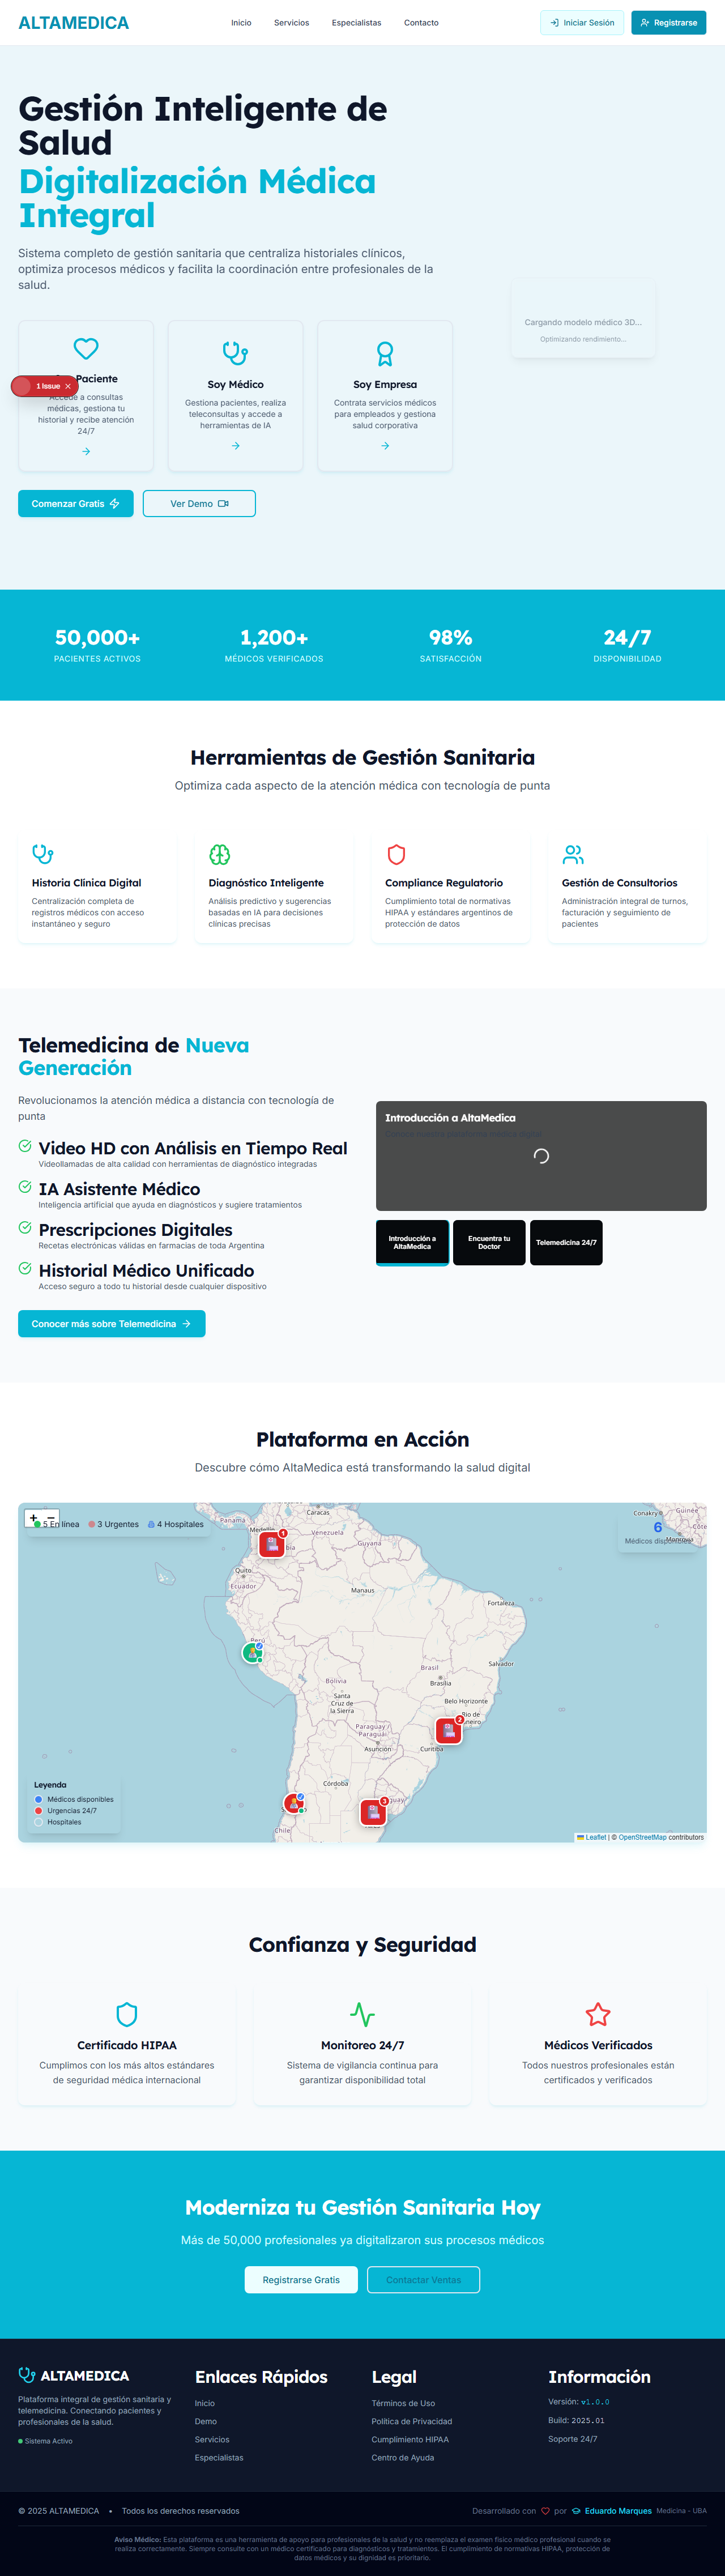 ALTAMEDICA
Inicio
Servicios
Especialistas
Contacto
Iniciar Sesión
Registrarse
Gestión Inteligente de
Salud
Digitalización Médica
Integral
Sistema completo de gestión sanitaria que centraliza historiales clínicos,
optimiza procesos médicos y facilita la coordinación entre profesionales de la
salud.
Cargando modelo médico 3D...
Optimizando rendimiento...
1 Issue
Paciente
Accede a consultas
médicas, gestiona tu
historial y recibe atención
24/7
Soy Médico
Gestiona pacientes, realiza
teleconsultas y accede a
herramientas de IA
Soy Empresa
Contrata servicios médicos
para empleados y gestiona
salud corporativa
Comenzar Gratis
Ver Demo
50,000+
PACIENTES ACTIVOS
1,200+
MÉDICOS VERIFICADOS
98%
SATISFACCIÓN
24/7
DISPONIBILIDAD
Herramientas de Gestión Sanitaria
Optimiza cada aspecto de la atención médica con tecnología de punta
Historia Clínica Digital
Centralización completa de
registros médicos con acceso
instantáneo y seguro
Diagnóstico Inteligente
Análisis predictivo y sugerencias
basadas en IA para decisiones
clínicas precisas
Compliance Regulatorio
Cumplimiento total de normativas
HIPAA y estándares argentinos de
protección de datos
Gestión de Consultorios
Administración integral de turnos,
facturación y seguimiento de
pacientes
Telemedicina de Nueva
Generación
Revolucionamos la atención médica a distancia con tecnología de
punta
Video HD con Análisis en Tiempo Real
Videollamadas de alta calidad con herramientas de diagnóstico integradas
IA Asistente Médico
Inteligencia artificial que ayuda en diagnósticos y sugiere tratamientos
Prescripciones Digitales
Recetas electrónicas válidas en farmacias de toda Argentina
Historial Médico Unificado
Acceso seguro a todo tu historial desde cualquier dispositivo
Conocer más sobre Telemedicina
Introducción a AltaMedica
Introducción a
AltaMedica
Encuentra tu
Doctor
Telemedicina 24/7
Plataforma en Acción
Descubre cómo AltaMedica está transformando la salud digital
+
−
5 En línea
3 Urgentes
4 Hospitales
6
Médicos disponibles
Panamá
Caracas
Venezuela
Guyana
Conakry
Guinée
Quito
Ecuador
Manaus
Fortaleza
Perú
Brasil
Salvador
Bolivia
Brasília
Santa
Cruz de
la Sierra
Belo Horizonte
Rio de
Janeiro
Paraguay
Paraguái
Asunción
Curitiba
Córdoba
Chile
1
2
3
Leyenda
Médicos disponibles
Urgencias 24/7
Hospitales
Leaflet | © OpenStreetMap contributors
Confianza y Seguridad
Certificado HIPAA
Cumplimos con los más altos estándares
de seguridad médica internacional
Monitoreo 24/7
Sistema de vigilancia continua para
garantizar disponibilidad total
Médicos Verificados
Todos nuestros profesionales están
certificados y verificados
Moderniza tu Gestión Sanitaria Hoy
Más de 50,000 profesionales ya digitalizaron sus procesos médicos
Registrarse Gratis
Contactar Ventas
ALTAMEDICA
Plataforma integral de gestión sanitaria y
telemedicina. Conectando pacientes y
profesionales de la salud.
Sistema Activo
Enlaces Rápidos
Inicio
Demo
Servicios
Especialistas
Legal
Términos de Uso
Política de Privacidad
Cumplimiento HIPAA
Centro de Ayuda
Información
Versión: v1.0.0
Build: 2025.01
Soporte 24/7
© 2025 ALTAMEDICA • Todos los derechos reservados
Desarrollado con por Eduardo Marques Medicina - UBA
Aviso Médico: Esta plataforma es una herramienta de apoyo para profesionales de la salud y no reemplaza el examen físico médico profesional cuando se
realiza correctamente. Siempre consulte con un médico certificado para diagnósticos y tratamientos. El cumplimiento de normativas HIPAA, protección de
datos médicos y su dignidad es prioritario.